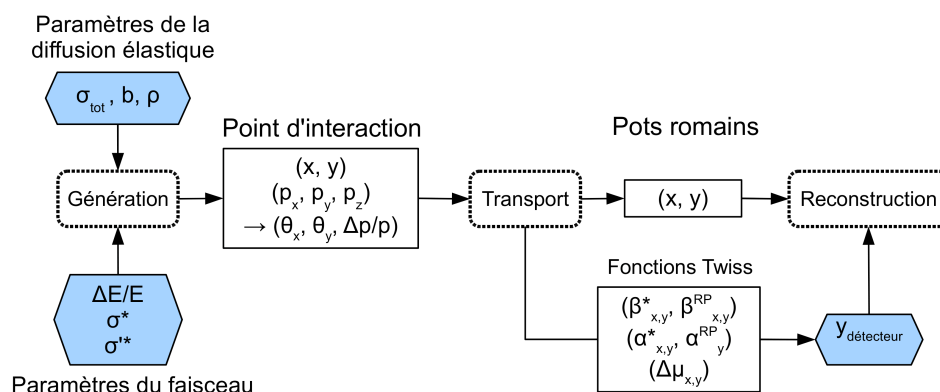 Paramètres de la
diffusion élastique
σtot , b, ρ
Génération
ΔE/E
σ*
σ'*
Paramètres du faisceau
Point d'interaction
(x, y)
(px, py, pz)
→ (θx, θy, Δp/p)
Transport
Pots romains
(x, y)
Reconstruction
Fonctions Twiss
(β*x,y, βRPx,y)
(α*x,y, αRPy)
(Δμx,y)
ydétecteur